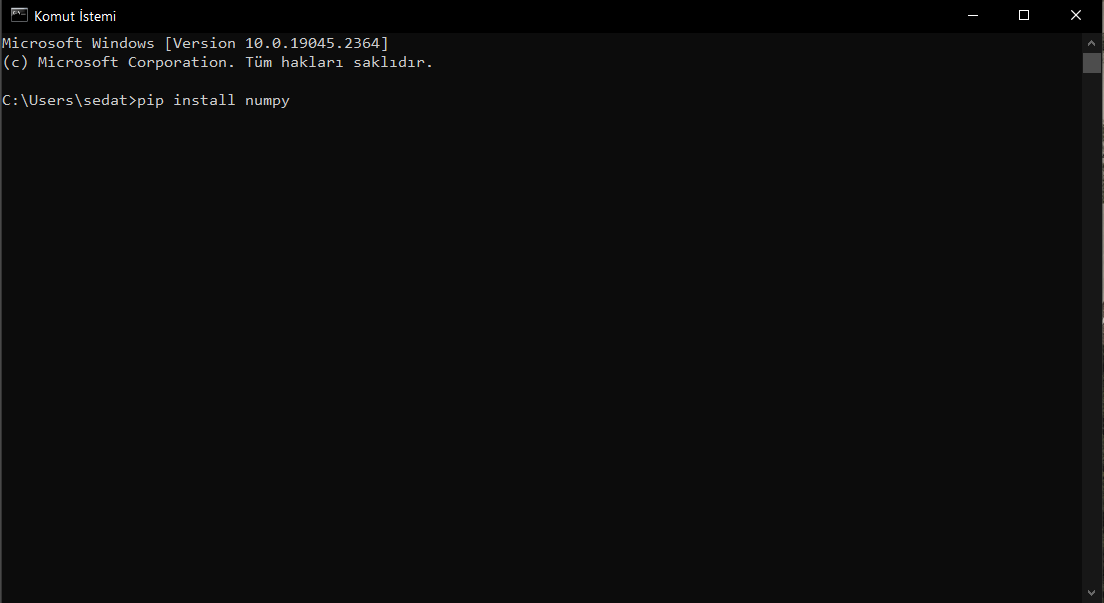 Komut İstemi
Microsoft Windows [Version 10.0.19045.2364]
(c) Microsoft Corporation. Tüm hakları saklıdır.
C:\Users\sedat>pip install numpy